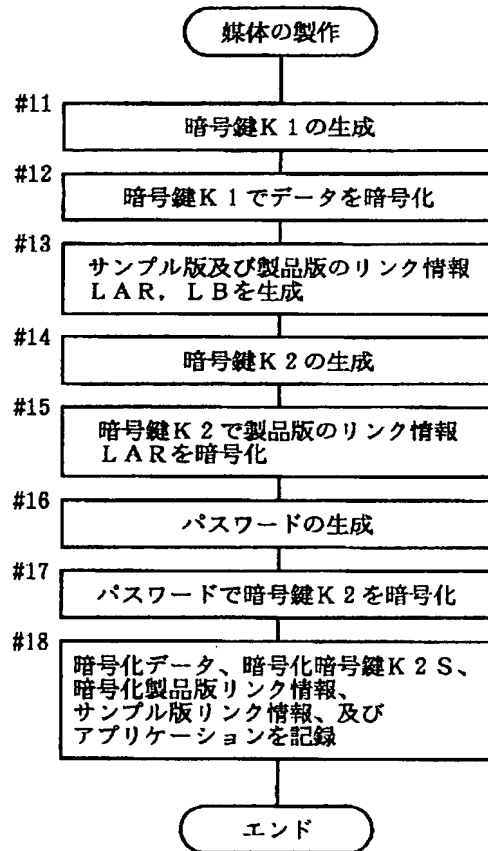 媒体の製作
#11
暗号鍵K1の生成
#12
暗号鍵K1でデータを暗号化
#13
サンプル版及び製品版のリンク情報
LAR，LBを生成
#14
暗号鍵K2の生成
#15
暗号鍵K2で製品版のリンク情報
LARを暗号化
#16
パスワードの生成
#17
パスワードで暗号鍵K2を暗号化
#18
暗号化データ、暗号化暗号鍵K2S、
暗号化製品版リンク情報、
サンプル版リンク情報、及び
アプリケーションを記録
エンド